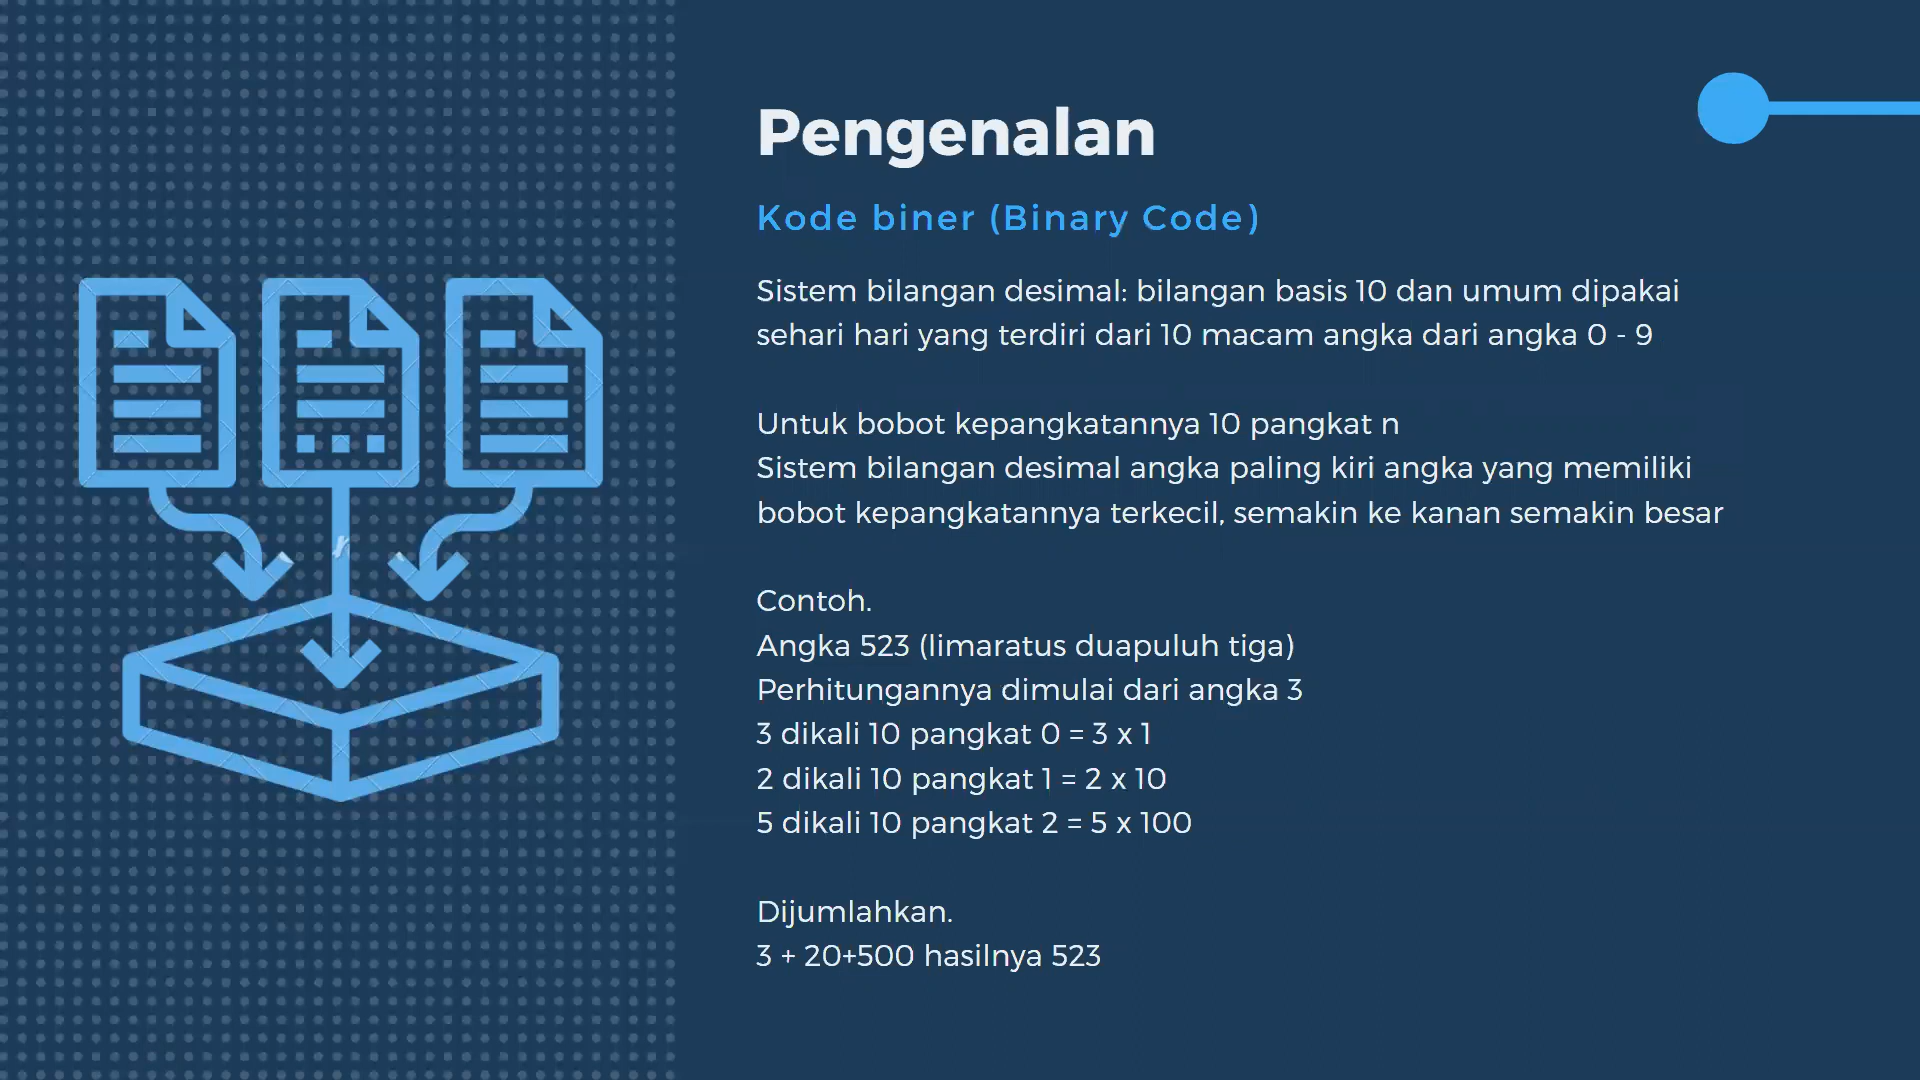 Pengenalan
Kode biner (Binary Code)
Sistem bilangan desimal: bilangan basis 10 dan umum dipakai
sehari hari yang terdiri dari 10 macam angka dari angka 0 - 9
Untuk bobot kepangkatannya 10 pangkat n
Sistem bilangan desimal angka paling kiri angka yang memiliki
bobot kepangkatannya terkecil, semakin ke kanan semakin besar
Contoh.
Angka 523 (limaratus duapuluh tiga)
Perhitungannya dimulai dari angka 3
3 dikali 10 pangkat 0 = 3 x 1
2 dikali 10 pangkat 1 = 2 x 10
5 dikali 10 pangkat 2 = 5 x 100
Dijumlahkan.
3 + 20+500 hasilnya 523